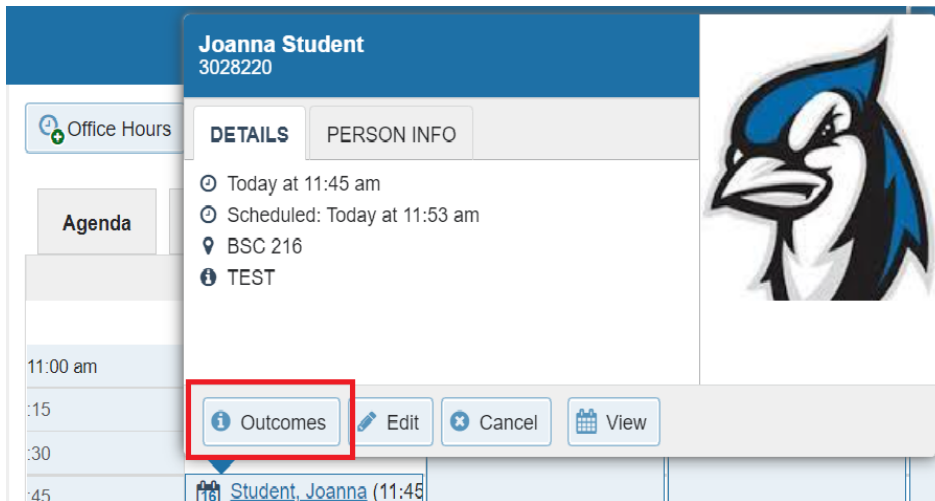 Joanna Student
3028220
Office Hours
DETAILS PERSON INFO
Today at 11:45 am
Scheduled: Today at 11:53 am
BSC 216
TEST
Agenda
11:00 am
:15
:30
:45
Outcomes Edit Cancel View
16 Student, Joanna (11:45